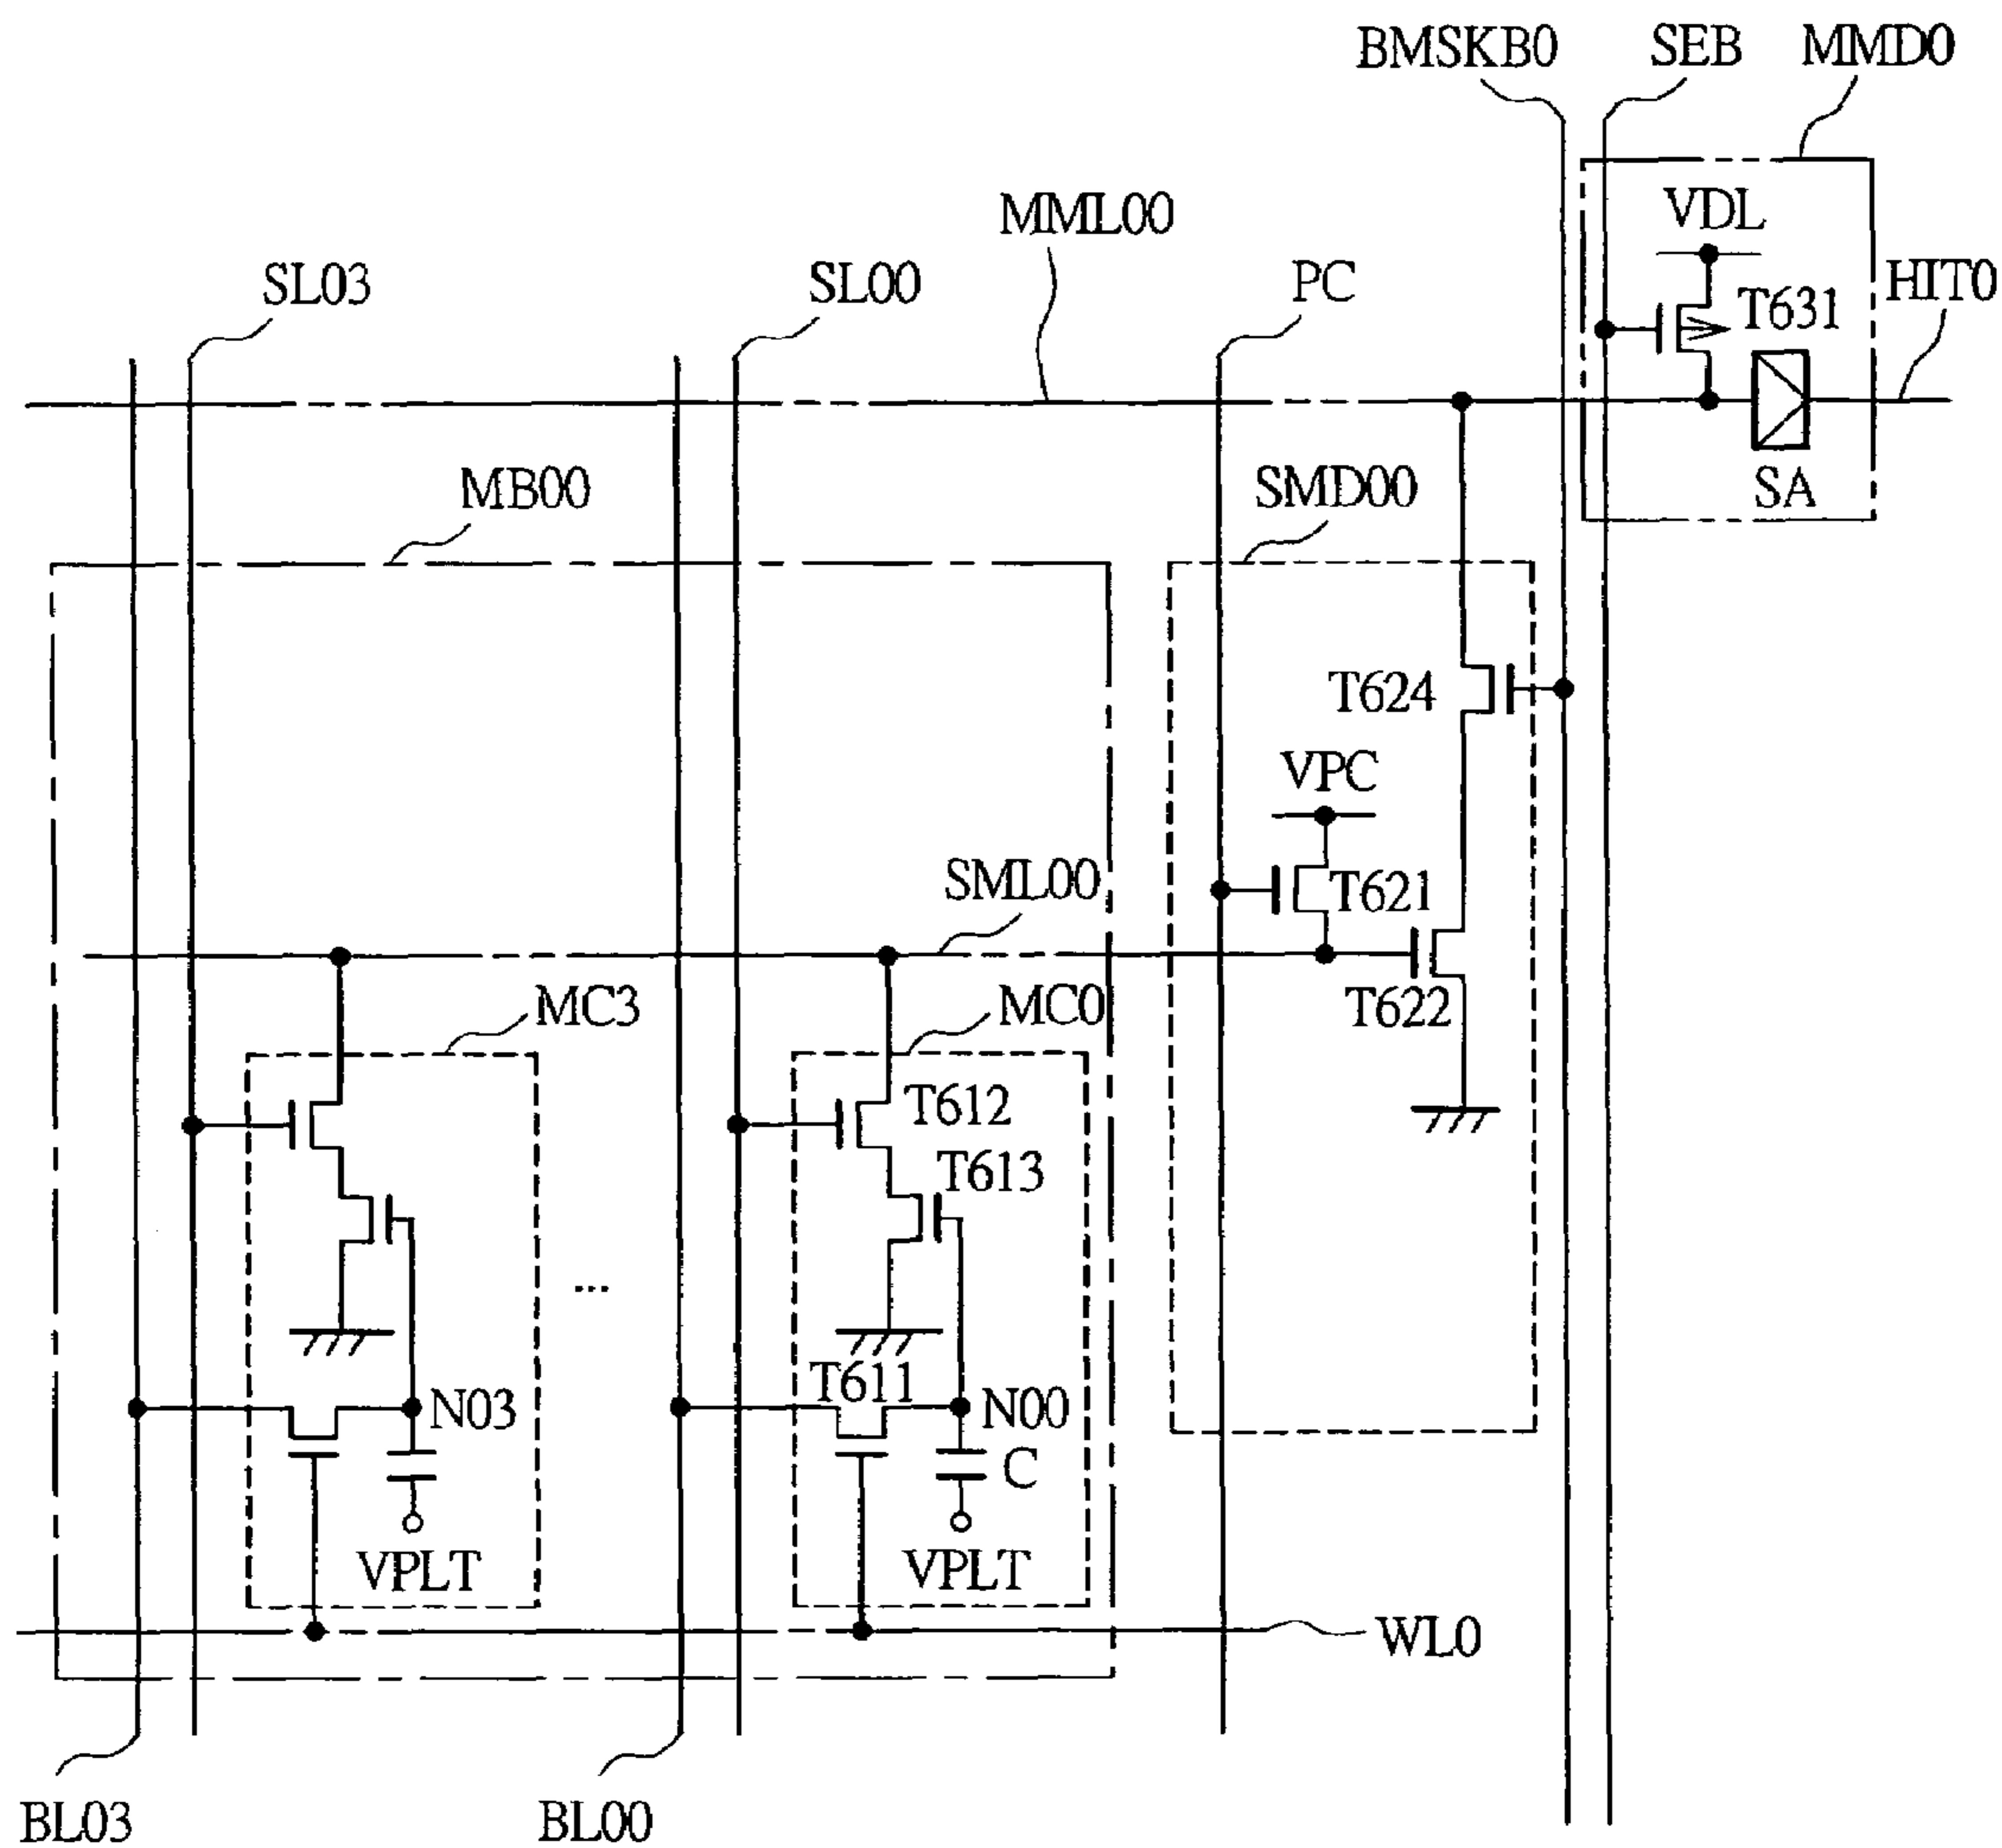 BMSKB0 SEB MMD0
MML00
VDL
SL03 SL00 PC HIT0
T631
MB00 SMD00 SA
T624
VPC
SML00 T621
MC3 MC0 T622
T612
T613
...
T611
N03 N00
C
VPLT VPLT
WL0
BL03 BL00